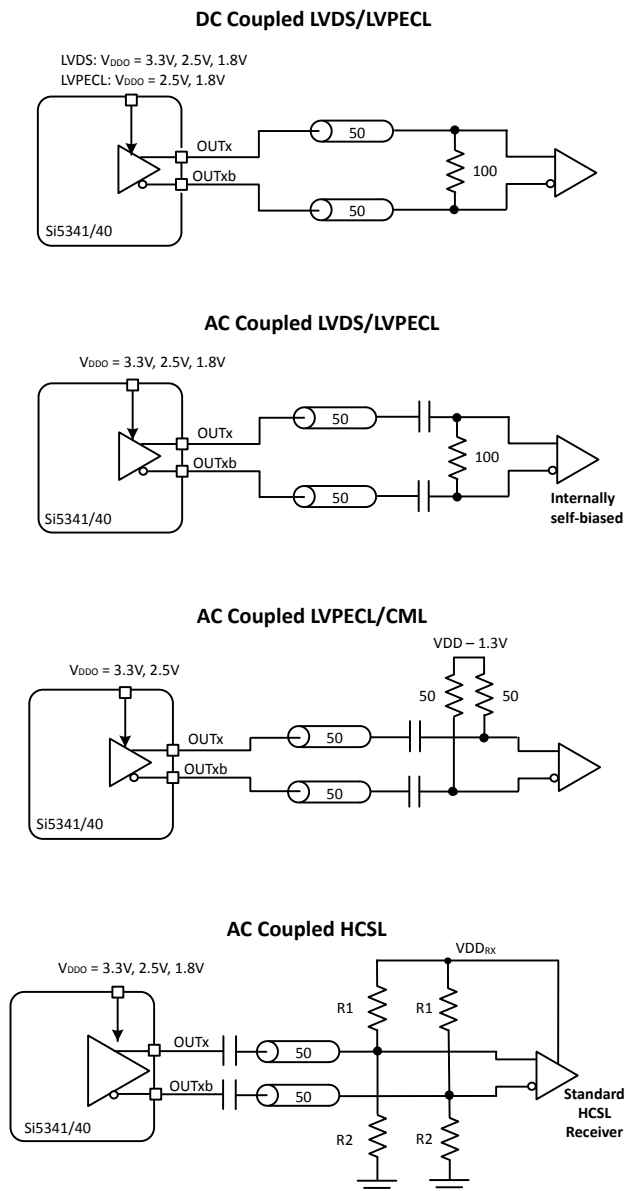 DC Coupled LVDS/LVPECL
LVDS: VDDO = 3.3V, 2.5V, 1.8V
LVPECL: VDDO = 2.5V, 1.8V
OUTx
50
100
OUTxb
50
Si5341/40
AC Coupled LVDS/LVPECL
VDDO = 3.3V, 2.5V, 1.8V
OUTx
50
100
OUTxb
50
Si5341/40
Internally
self-biased
AC Coupled LVPECL/CML
VDD – 1.3V
VDDO = 3.3V, 2.5V
50
50
OUTx
50
OUTxb
50
Si5341/40
AC Coupled HCSL
VDDRX
VDDO = 3.3V, 2.5V, 1.8V
R1
R1
OUTx
50
OUTxb
50
Standard
HCSL
Receiver
R2
R2
Si5341/40